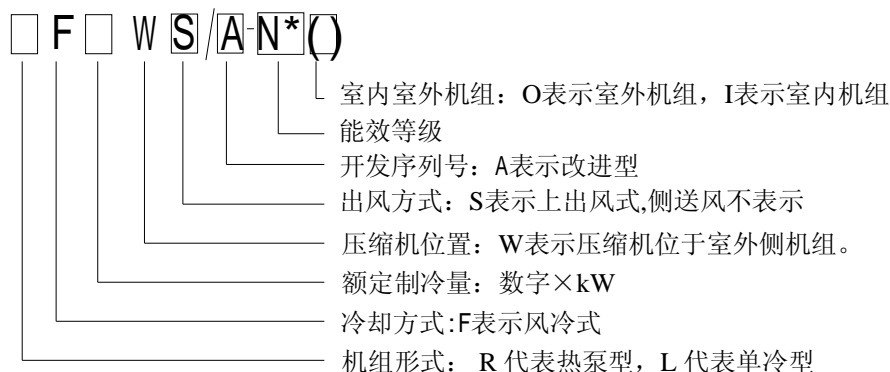 □ F □ W S/A-N*()
室内室外机组：O表示室外机组，I表示室内机组
能效等级
开发序列号：A表示改进型
出风方式：S表示上出风式,侧送风不表示
压缩机位置：W表示压缩机位于室外侧机组。
额定制冷量：数字×kW
冷却方式:F表示风冷式
机组形式： R 代表热泵型，L 代表单冷型